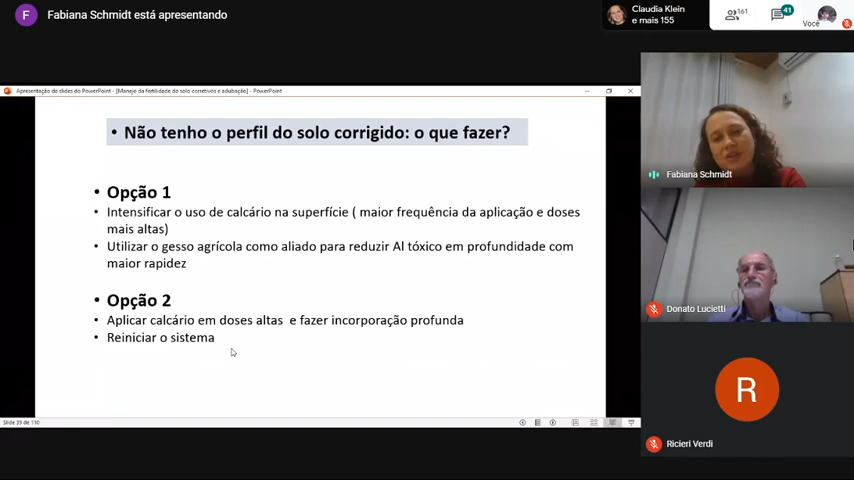 F
Fabiana Schmidt está apresentando
Claudia Klein
e mais 155
161
41
Você
Apresentação de slides do PowerPoint - [Manejo da fertilidade do solo corretivos e adubação] - PowerPoint
• Não tenho o perfil do solo corrigido: o que fazer?
• Opção 1
• Intensificar o uso de calcário na superfície ( maior frequência da aplicação e doses
mais altas)
• Utilizar o gesso agrícola como aliado para reduzir Al tóxico em profundidade com
maior rapidez
• Opção 2
• Aplicar calcário em doses altas e fazer incorporação profunda
• Reiniciar o sistema
Slide 39 de 110
Fabiana Schmidt
Donato Lucietti
R
Ricieri Verdi